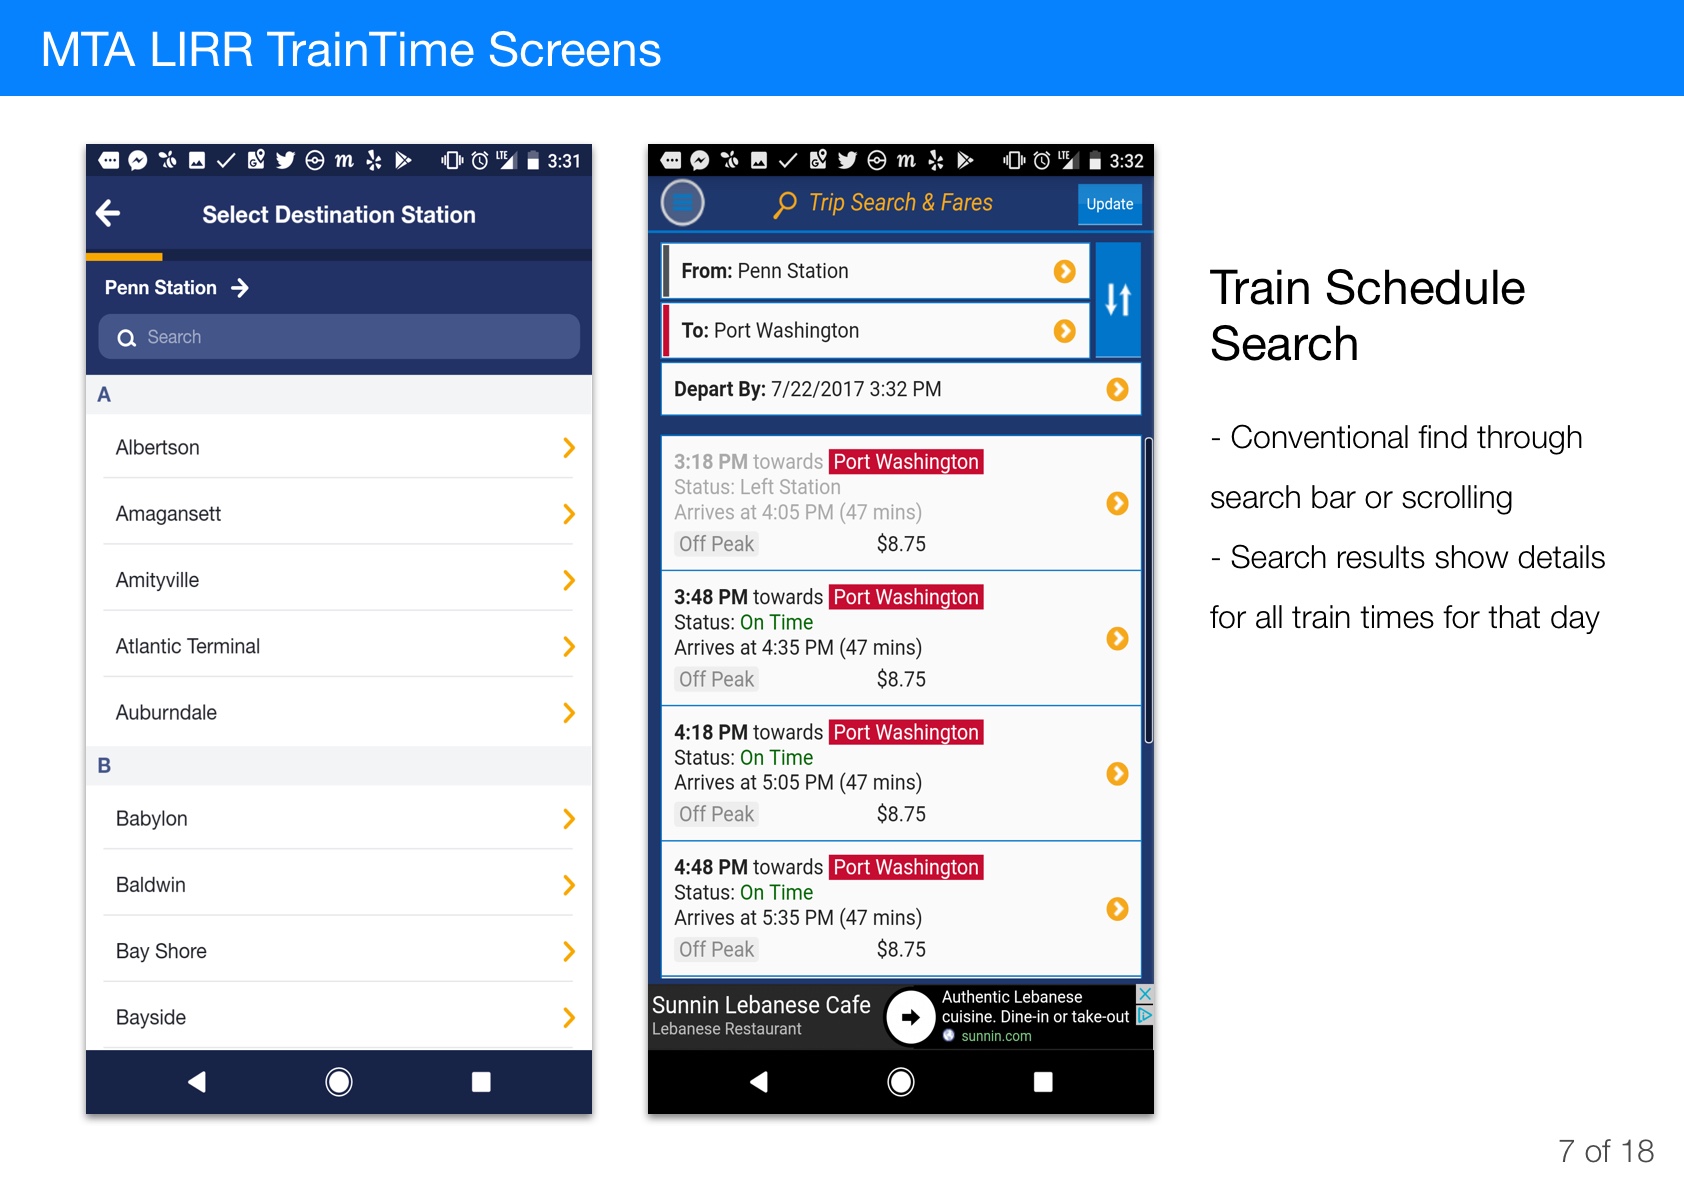 MTA LIRR TrainTime Screens
LTE 3:31
Select Destination Station
Penn Station
Search
A
Albertson
Amagansett
Amityville
Atlantic Terminal
Auburndale
B
Babylon
Baldwin
Bay Shore
Bayside
LTE 3:32
Trip Search & Fares
Update
From: Penn Station
To: Port Washington
Depart By: 7/22/2017 3:32 PM
3:18 PM towards Port Washington
Status: Left Station
Arrives at 4:05 PM (47 mins)
Off Peak $8.75
3:48 PM towards Port Washington
Status: On Time
Arrives at 4:35 PM (47 mins)
Off Peak $8.75
4:18 PM towards Port Washington
Status: On Time
Arrives at 5:05 PM (47 mins)
Off Peak $8.75
4:48 PM towards Port Washington
Status: On Time
Arrives at 5:35 PM (47 mins)
Off Peak $8.75
Sunnin Lebanese Cafe
Lebanese Restaurant
Authentic Lebanese
cuisine. Dine-in or take-out
sunnin.com
Train Schedule
Search
- Conventional find through
search bar or scrolling
- Search results show details
for all train times for that day
7 of 18